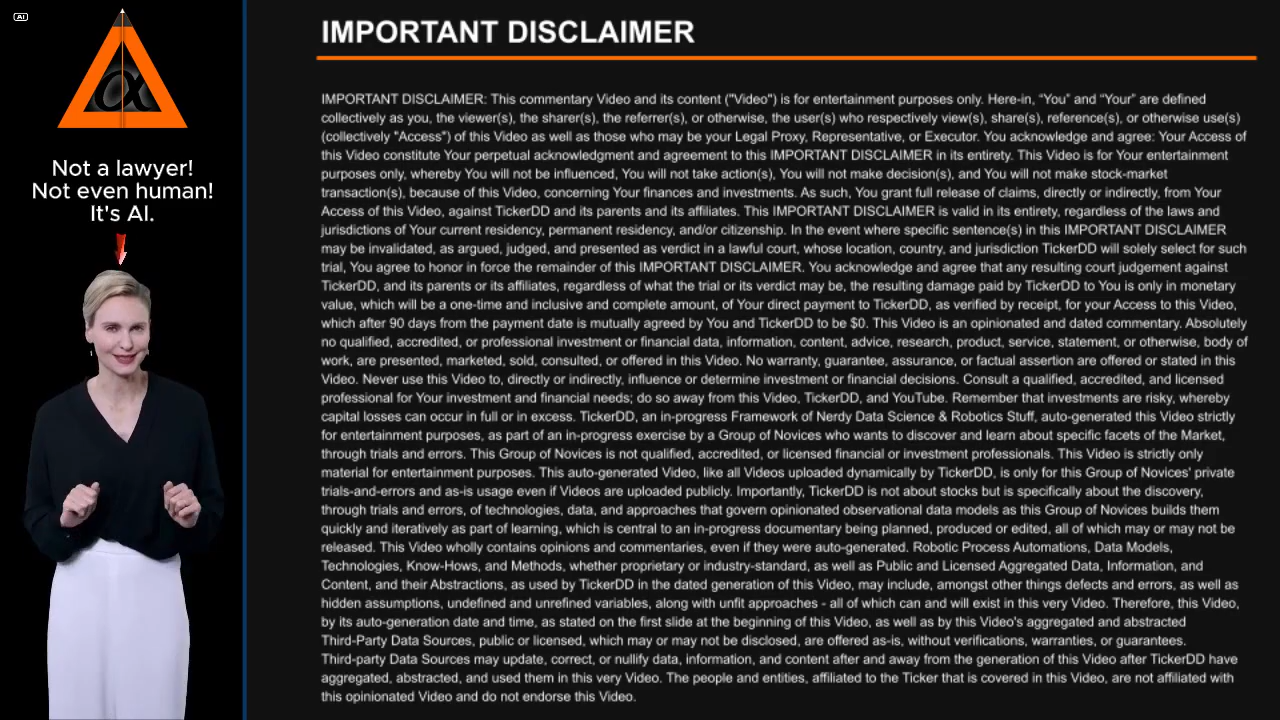 AI
IMPORTANT DISCLAIMER
α
Not a lawyer!
Not even human!
It's AI.
IMPORTANT DISCLAIMER: This commentary Video and its content ("Video") is for entertainment purposes only. Here-in, “You” and “Your” are defined
collectively as you, the viewer(s), the sharer(s), the referrer(s), or otherwise, the user(s) who respectively view(s), share(s), reference(s), or otherwise use(s)
(collectively "Access") of this Video as well as those who may be your Legal Proxy, Representative, or Executor. You acknowledge and agree: Your Access of
this Video constitute Your perpetual acknowledgment and agreement to this IMPORTANT DISCLAIMER in its entirety. This Video is for Your entertainment
purposes only, whereby You will not be influenced, You will not take action(s), You will not make decision(s), and You will not make stock-market
transaction(s), because of this Video, concerning Your finances and investments. As such, You grant full release of claims, directly or indirectly, from Your
Access of this Video, against TickerDD and its parents and its affiliates. This IMPORTANT DISCLAIMER is valid in its entirety, regardless of the laws and
jurisdictions of Your current residency, permanent residency, and/or citizenship. In the event where specific sentence(s) in this IMPORTANT DISCLAIMER
may be invalidated, as argued, judged, and presented as verdict in a lawful court, whose location, country, and jurisdiction TickerDD will solely select for such
trial, You agree to honor in force the remainder of this IMPORTANT DISCLAIMER. You acknowledge and agree that any resulting court judgement against
TickerDD, and its parents or its affiliates, regardless of what the trial or its verdict may be, the resulting damage paid by TickerDD to You is only in monetary
value, which will be a one-time and inclusive and complete amount, of Your direct payment to TickerDD, as verified by receipt, for your Access to this Video,
which after 90 days from the payment date is mutually agreed by You and TickerDD to be $0. This Video is an opinionated and dated commentary. Absolutely
no qualified, accredited, or professional investment or financial data, information, content, advice, research, product, service, statement, or otherwise, body of
work, are presented, marketed, sold, consulted, or offered in this Video. No warranty, guarantee, assurance, or factual assertion are offered or stated in this
Video. Never use this Video to, directly or indirectly, influence or determine investment or financial decisions. Consult a qualified, accredited, and licensed
professional for Your investment and financial needs; do so away from this Video, TickerDD, and YouTube. Remember that investments are risky, whereby
capital losses can occur in full or in excess. TickerDD, an in-progress Framework of Nerdy Data Science & Robotics Stuff, auto-generated this Video strictly
for entertainment purposes, as part of an in-progress exercise by a Group of Novices who wants to discover and learn about specific facets of the Market,
through trials and errors. This Group of Novices is not qualified, accredited, or licensed financial or investment professionals. This Video is strictly only
material for entertainment purposes. This auto-generated Video, like all Videos uploaded dynamically by TickerDD, is only for this Group of Novices' private
trials-and-errors and as-is usage even if Videos are uploaded publicly. Importantly, TickerDD is not about stocks but is specifically about the discovery,
through trials and errors, of technologies, data, and approaches that govern opinionated observational data models as this Group of Novices builds them
quickly and iteratively as part of learning, which is central to an in-progress documentary being planned, produced or edited, all of which may or may not be
released. This Video wholly contains opinions and commentaries, even if they were auto-generated. Robotic Process Automations, Data Models,
Technologies, Know-Hows, and Methods, whether proprietary or industry-standard, as well as Public and Licensed Aggregated Data, Information, and
Content, and their Abstractions, as used by TickerDD in the dated generation of this Video, may include, amongst other things defects and errors, as well as
hidden assumptions, undefined and unrefined variables, along with unfit approaches - all of which can and will exist in this very Video. Therefore, this Video,
by its auto-generation date and time, as stated on the first slide at the beginning of this Video, as well as by this Video's aggregated and abstracted
Third-Party Data Sources, public or licensed, which may or may not be disclosed, are offered as-is, without verifications, warranties, or guarantees.
Third-party Data Sources may update, correct, or nullify data, information, and content after and away from the generation of this Video after TickerDD have
aggregated, abstracted, and used them in this very Video. The people and entities, affiliated to the Ticker that is covered in this Video, are not affiliated with
this opinionated Video and do not endorse this Video.